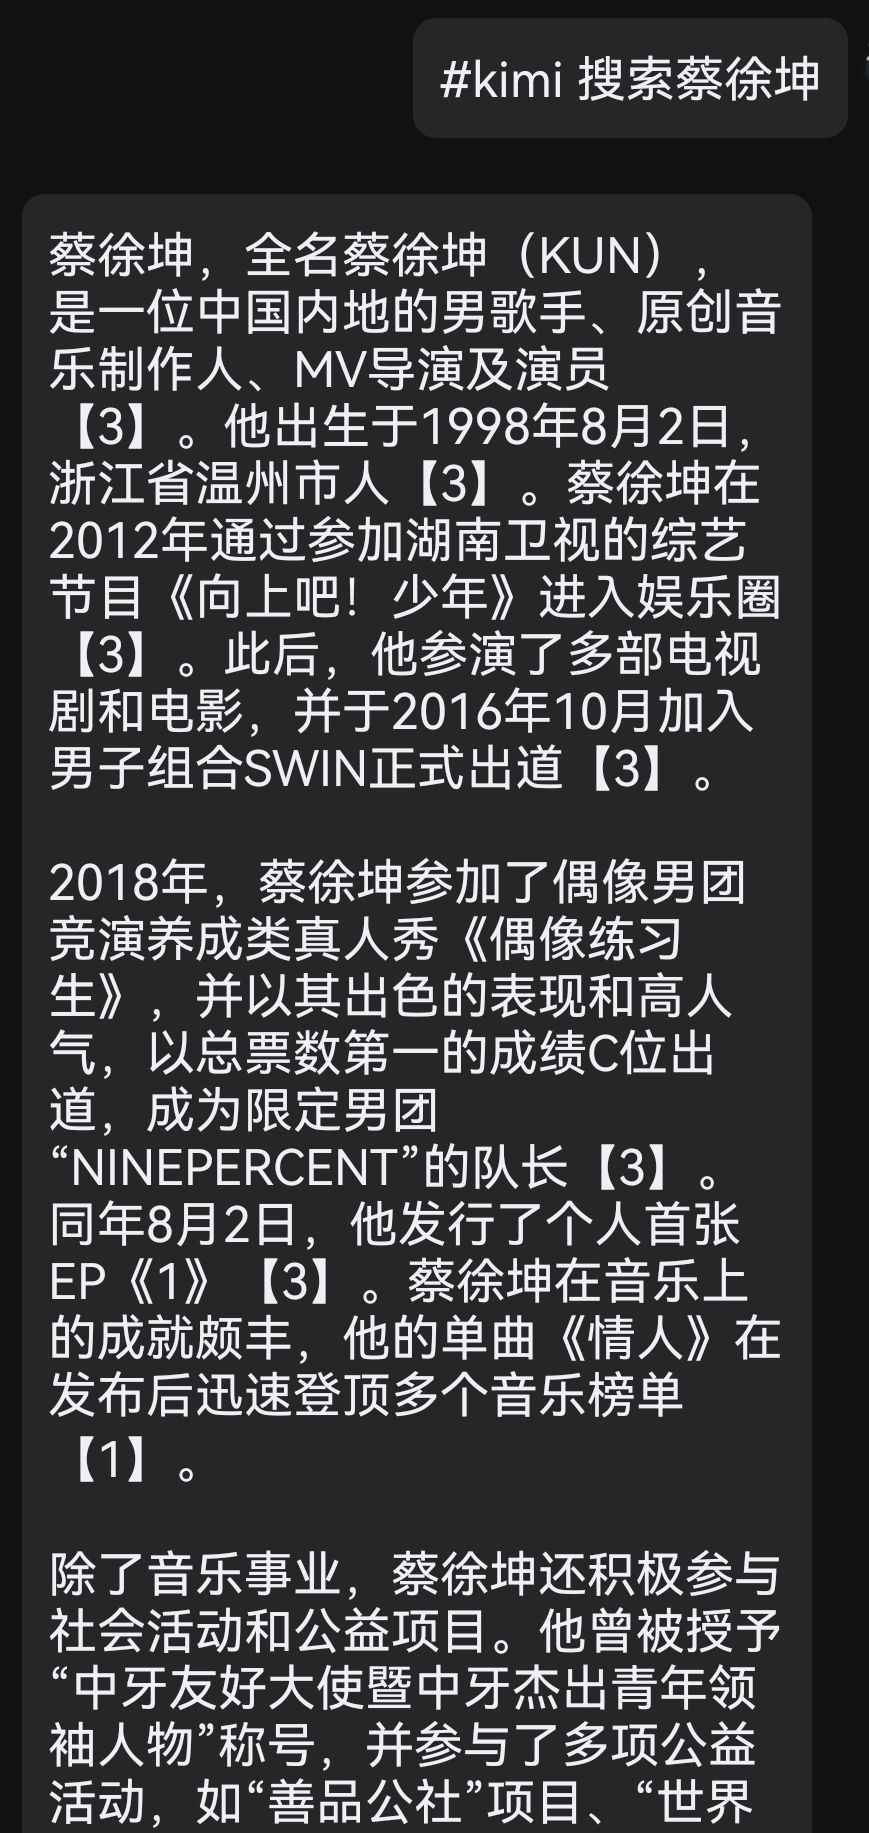 #kimi 搜索蔡徐坤
蔡徐坤，全名蔡徐坤（KUN），
是一位中国内地的男歌手、原创音
乐制作人、MV导演及演员
【3】。他出生于1998年8月2日，
浙江省温州市人【3】。蔡徐坤在
2012年通过参加湖南卫视的综艺
节目《向上吧！少年》进入娱乐圈
【3】。此后，他参演了多部电视
剧和电影，并于2016年10月加入
男子组合SWIN正式出道【3】。
2018年，蔡徐坤参加了偶像男团
竞演养成类真人秀《偶像练习
生》，并以其出色的表现和高人
气，以总票数第一的成绩C位出
道，成为限定男团
“NINEPERCENT”的队长【3】。
同年8月2日，他发行了个人首张
EP《1》【3】。蔡徐坤在音乐上
的成就颇丰，他的单曲《情人》在
发布后迅速登顶多个音乐榜单
【1】。
除了音乐事业，蔡徐坤还积极参与
社会活动和公益项目。他曾被授予
“中牙友好大使暨中牙杰出青年领
袖人物”称号，并参与了多项公益
活动，如“善品公社”项目、“世界